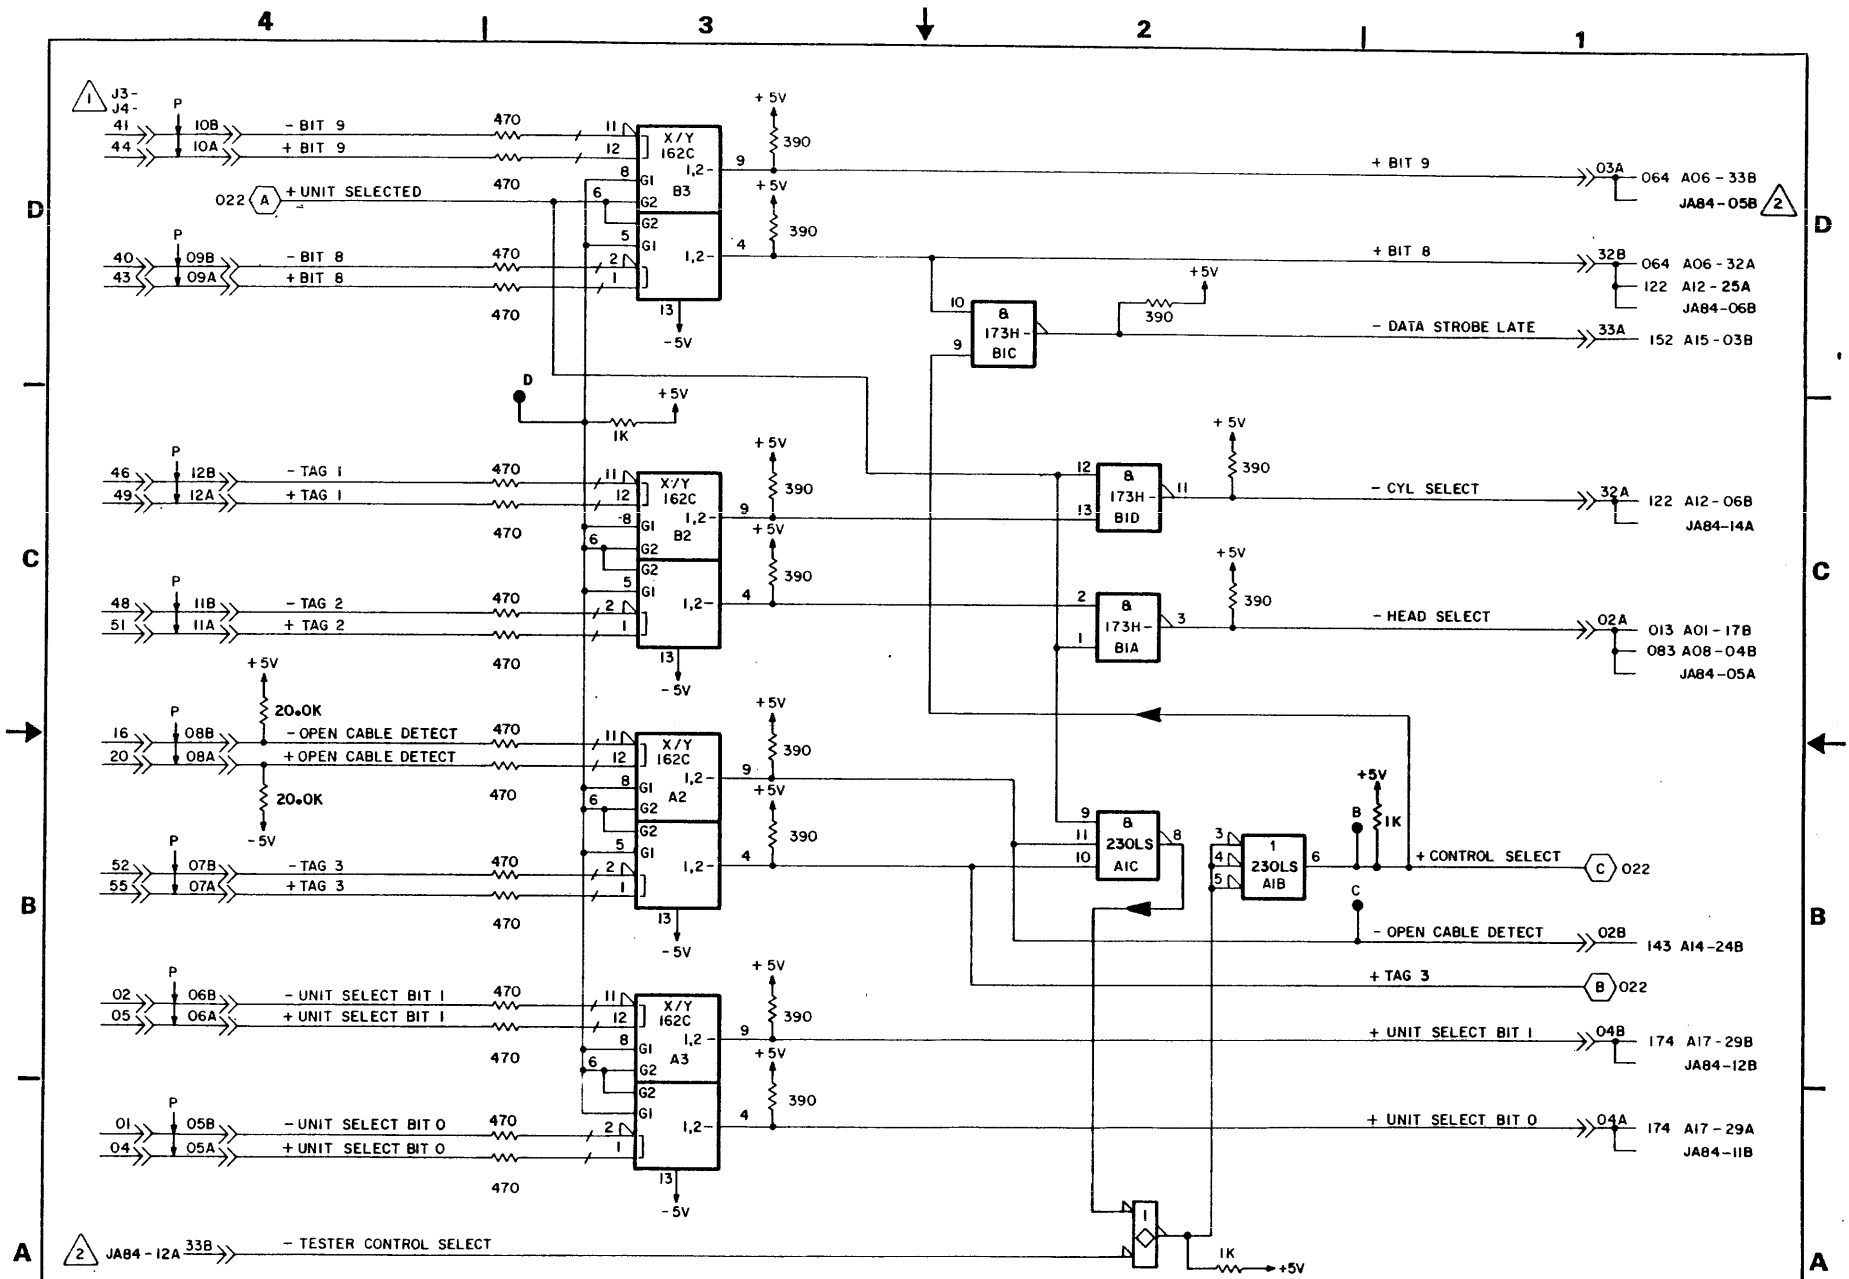 4 3 2 1
1 J3-
J4-
P
41 10B - BIT 9 470 11 X/Y +5V
44 10A + BIT 9 12 162C 390
470 8 G1 1,2- 9 + BIT 9 03A 064 A06-33B
022 A + UNIT SELECTED 6 G2 B3 +5V JA84-05B 2
D D
G2 390
P 5 G1 1,2- 4 + BIT 8 32B 064 A06-32A
40 09B - BIT 8 470 2 +5V 122 A12-25A
43 09A + BIT 8 1 390 JA84-06B
470 13 10 &
-5V 173H - DATA STROBE LATE 33A 152 A15-03B
9 B1C
D +5V
1K
P +5V +5V
46 12B - TAG 1 470 11 X/Y 390 12 & 390
49 12A + TAG 1 12 162C 173H 11 - CYL SELECT 32A 122 A12-06B
470 8 G1 1,2- 9 13 B1D JA84-14A
6 G2 B2 +5V
C C
G2 390 +5V
P 5 G1 390
48 11B - TAG 2 470 2 1,2- 4 2 & - HEAD SELECT 02A 013 A01-17B
51 11A + TAG 2 1 173H 3 083 A08-04B
470 13 1 B1A JA84-05A
+5V -5V
20.0K +5V
P
16 08B - OPEN CABLE DETECT 470 11 X/Y 390
20 08A + OPEN CABLE DETECT 12 162C
20.0K 470 8 G1 1,2- 9 +5V
6 G2 A2 +5V B 1K
-5V G2 390 9 & 3 1
P 5 G1 11 230LS 8 4 230LS 6
52 07B - TAG 3 470 2 1,2- 4 10 A1C 5 A1B + CONTROL SELECT C 022
55 07A + TAG 3 1 C
B B
470 13 - OPEN CABLE DETECT 02B 143 A14-24B
-5V
P +5V + TAG 3 B 022
02 06B - UNIT SELECT BIT 1 470 11 X/Y
05 06A + UNIT SELECT BIT 1 12 162C 390
470 8 G1 1,2- 9 + UNIT SELECT BIT 1 04B 174 A17-29B
6 G2 A3 +5V JA84-12B
G2 390
P G1
01 05B - UNIT SELECT BIT 0 470 2 1,2- 4 + UNIT SELECT BIT 0 04A 174 A17-29A
04 05A + UNIT SELECT BIT 0 1 JA84-11B
470 13
-5V
1
A 2 JA84-12A 33B - TESTER CONTROL SELECT 1K +5V A